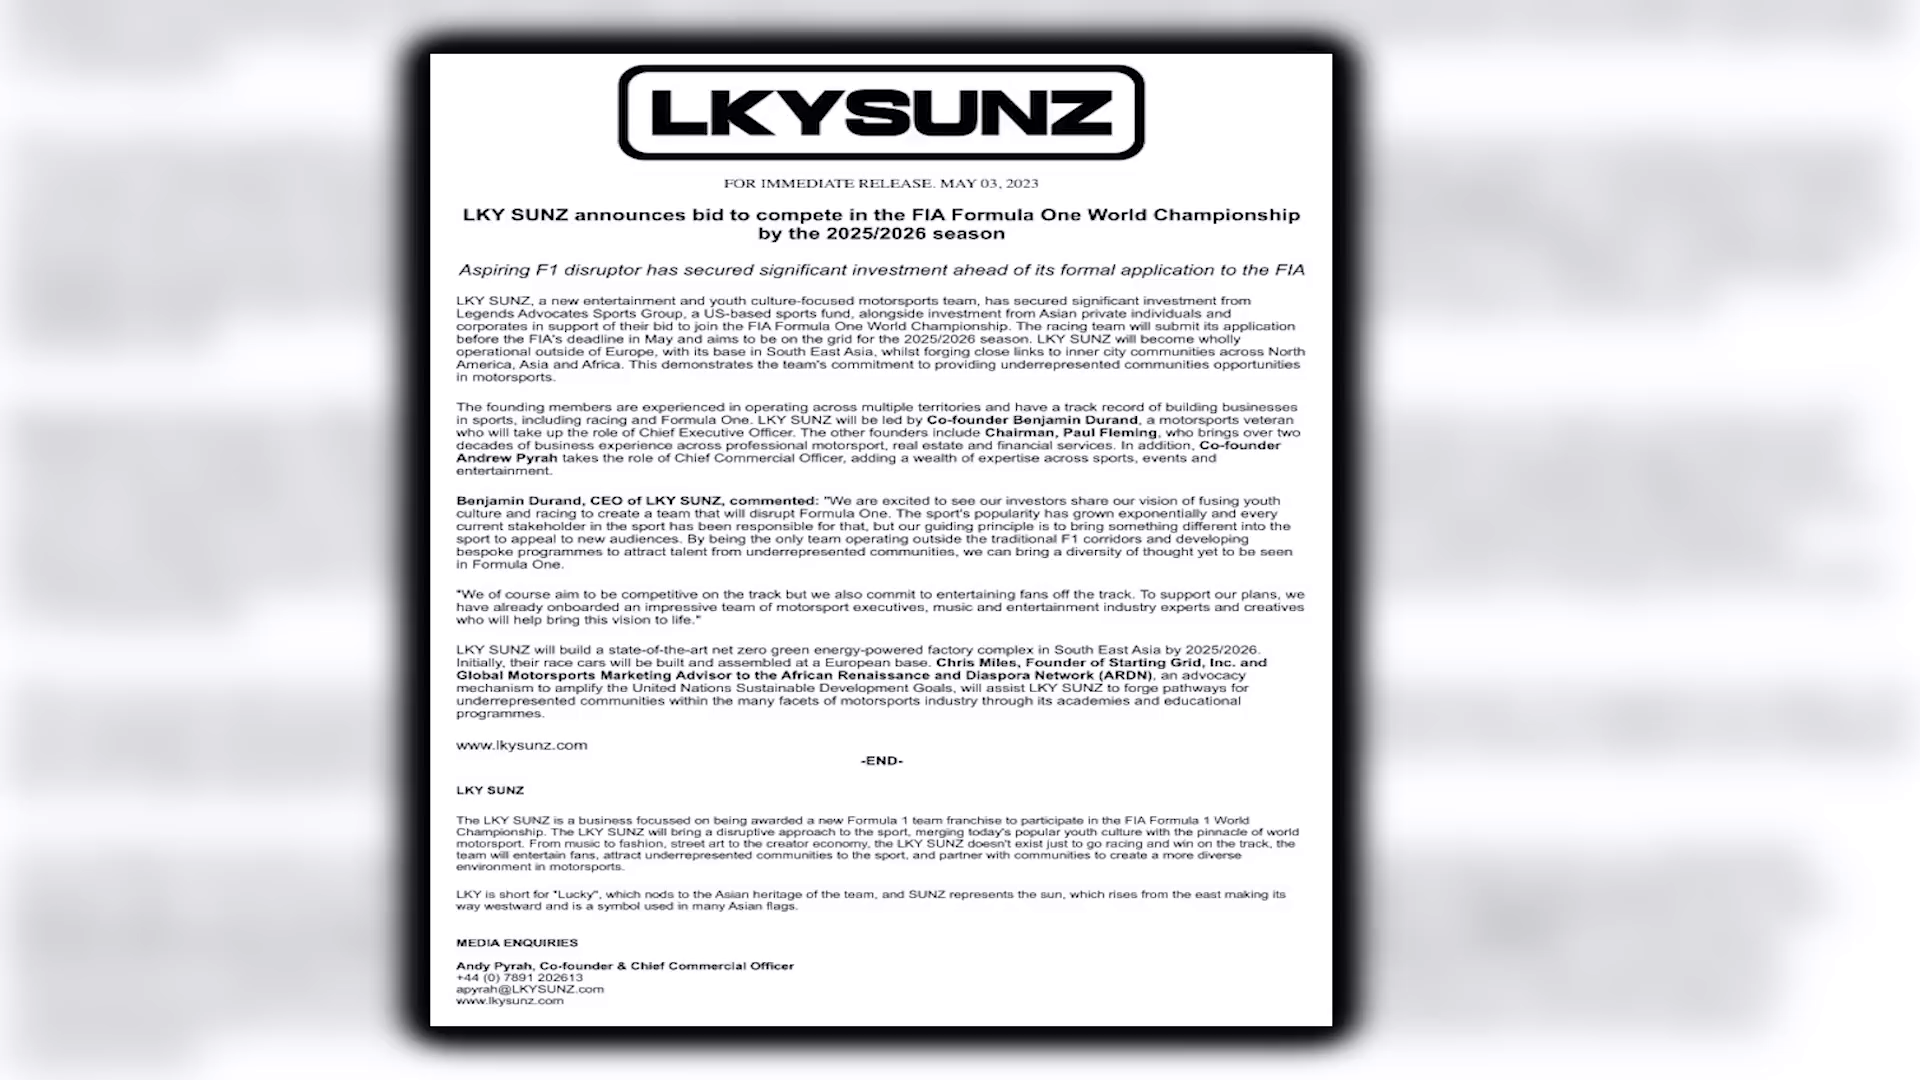 LKYSUNZ
FOR IMMEDIATE RELEASE. MAY 03, 2023
LKY SUNZ announces bid to compete in the FIA Formula One World Championship
by the 2025/2026 season
Aspiring F1 disruptor has secured significant investment ahead of its formal application to the FIA
LKY SUNZ, a new entertainment and youth culture-focused motorsports team, has secured significant investment from
Legends Advocates Sports Group, a US-based sports fund, alongside investment from Asian private individuals and
corporates in support of their bid to join the FIA Formula One World Championship. The racing team will submit its application
before the FIA's deadline in May and aims to be on the grid for the 2025/2026 season. LKY SUNZ will become wholly
operational outside of Europe, with its base in South East Asia, whilst forging close links to inner city communities across North
America, Asia and Africa. This demonstrates the team's commitment to providing underrepresented communities opportunities
in motorsports.
The founding members are experienced in operating across multiple territories and have a track record of building businesses
in sports, including racing and Formula One. LKY SUNZ will be led by Co-founder Benjamin Durand, a motorsports veteran
who will take up the role of Chief Executive Officer. The other founders include Chairman, Paul Fleming, who brings over two
decades of business experience across professional motorsport, real estate and financial services. In addition, Co-founder
Andrew Pyrah takes the role of Chief Commercial Officer, adding a wealth of expertise across sports, events and
entertainment.
Benjamin Durand, CEO of LKY SUNZ, commented: "We are excited to see our investors share our vision of fusing youth
culture and racing to create a team that will disrupt Formula One. The sport's popularity has grown exponentially and every
current stakeholder in the sport has been responsible for that, but our guiding principle is to bring something different into the
sport to appeal to new audiences. By being the only team operating outside the traditional F1 corridors and developing
bespoke programmes to attract talent from underrepresented communities, we can bring a diversity of thought yet to be seen
in Formula One.
"We of course aim to be competitive on the track but we also commit to entertaining fans off the track. To support our plans, we
have already onboarded an impressive team of motorsport executives, music and entertainment industry experts and creatives
who will help bring this vision to life."
LKY SUNZ will build a state-of-the-art net zero green energy-powered factory complex in South East Asia by 2025/2026.
Initially, their race cars will be built and assembled at a European base. Chris Miles, Founder of Starting Grid, Inc. and
Global Motorsports Marketing Advisor to the African Renaissance and Diaspora Network (ARDN), an advocacy
mechanism to amplify the United Nations Sustainable Development Goals, will assist LKY SUNZ to forge pathways for
underrepresented communities within the many facets of motorsports industry through its academies and educational
programmes.
www.lkysunz.com
-END-
LKY SUNZ
The LKY SUNZ is a business focussed on being awarded a new Formula 1 team franchise to participate in the FIA Formula 1 World
Championship. The LKY SUNZ will bring a disruptive approach to the sport, merging today's popular youth culture with the pinnacle of world
motorsport. From music to fashion, street art to the creator economy, the LKY SUNZ doesn't exist just to go racing and win on the track, the
team will entertain fans, attract underrepresented communities to the sport, and partner with communities to create a more diverse
environment in motorsports.
LKY is short for "Lucky", which nods to the Asian heritage of the team, and SUNZ represents the sun, which rises from the east making its
way westward and is a symbol used in many Asian flags.
MEDIA ENQUIRIES
Andy Pyrah, Co-founder & Chief Commercial Officer
+44 (0) 7891 202613
apyrah@LKYSUNZ.com
www.lkysunz.com